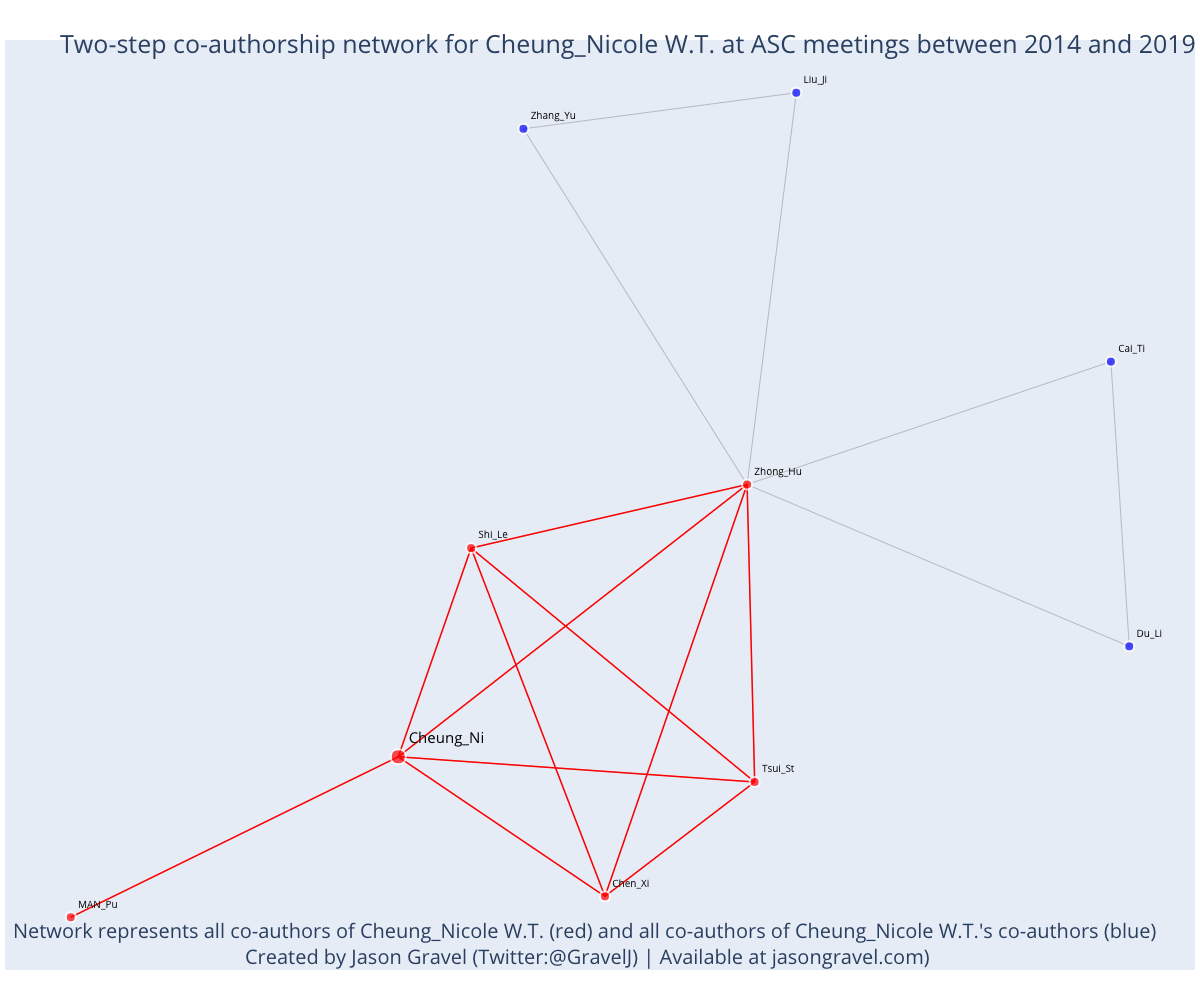 Two-step co-authorship network for Cheung_Nicole W.T. at ASC meetings between 2014 and 2019
Liu_Ji
Zhang_Yu
Cai_Ti
Zhong_Hu
Shi_Le
Du_Li
Cheung_Ni
Tsui_St
Chen_Xi
MAN_Pu
Network represents all co-authors of Cheung_Nicole W.T. (red) and all co-authors of Cheung_Nicole W.T.'s co-authors (blue)
Created by Jason Gravel (Twitter:@GravelJ) | Available at jasongravel.com)